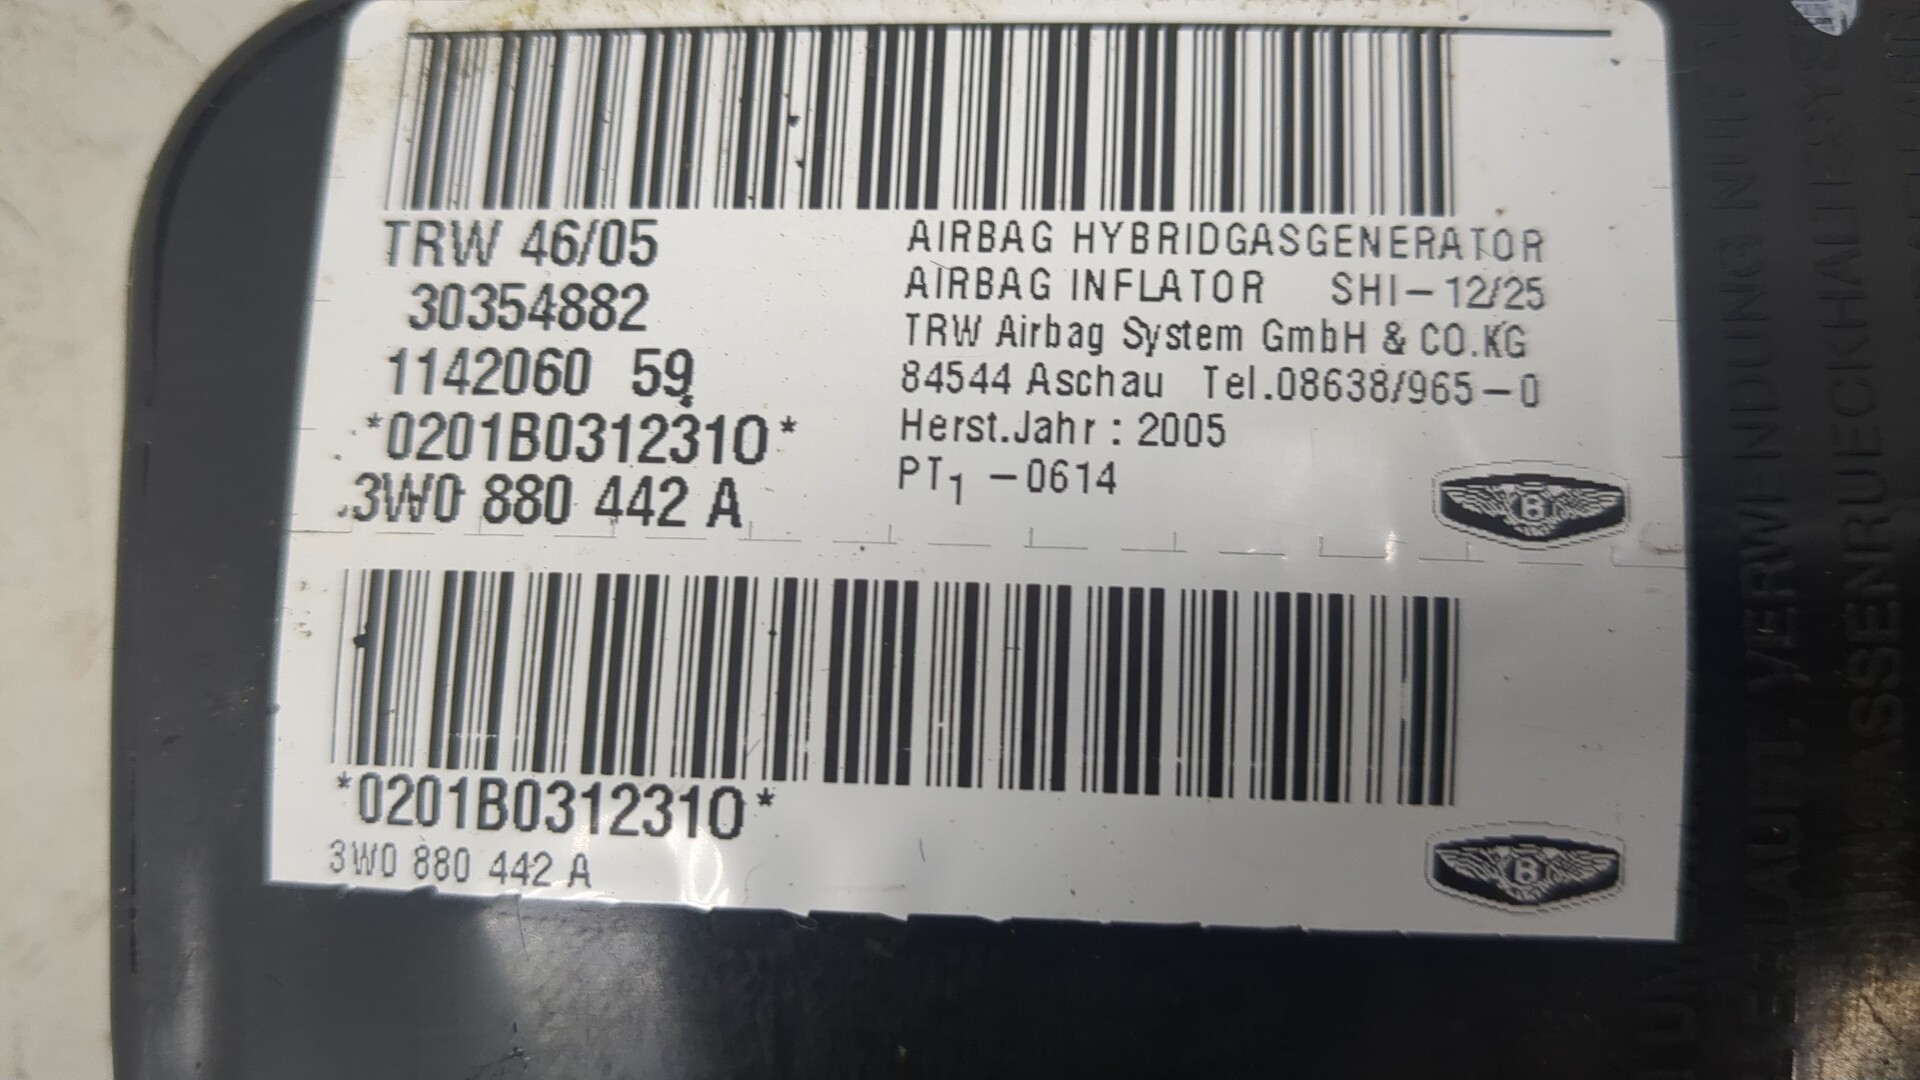 TRW 46/05
30354882
1142060 59
*0201B0312310*
3W0 880 442 A
AIRBAG HYBRIDGASGENERATOR
AIRBAG INFLATOR SHI-12/25
TRW Airbag System GmbH & CO.KG
84544 Aschau Tel.08638/965-0
Herst.Jahr: 2005
PT1 -0614
B
*0201B0312310*
3W0 880 442 A
B
VERWENDUNG NUR